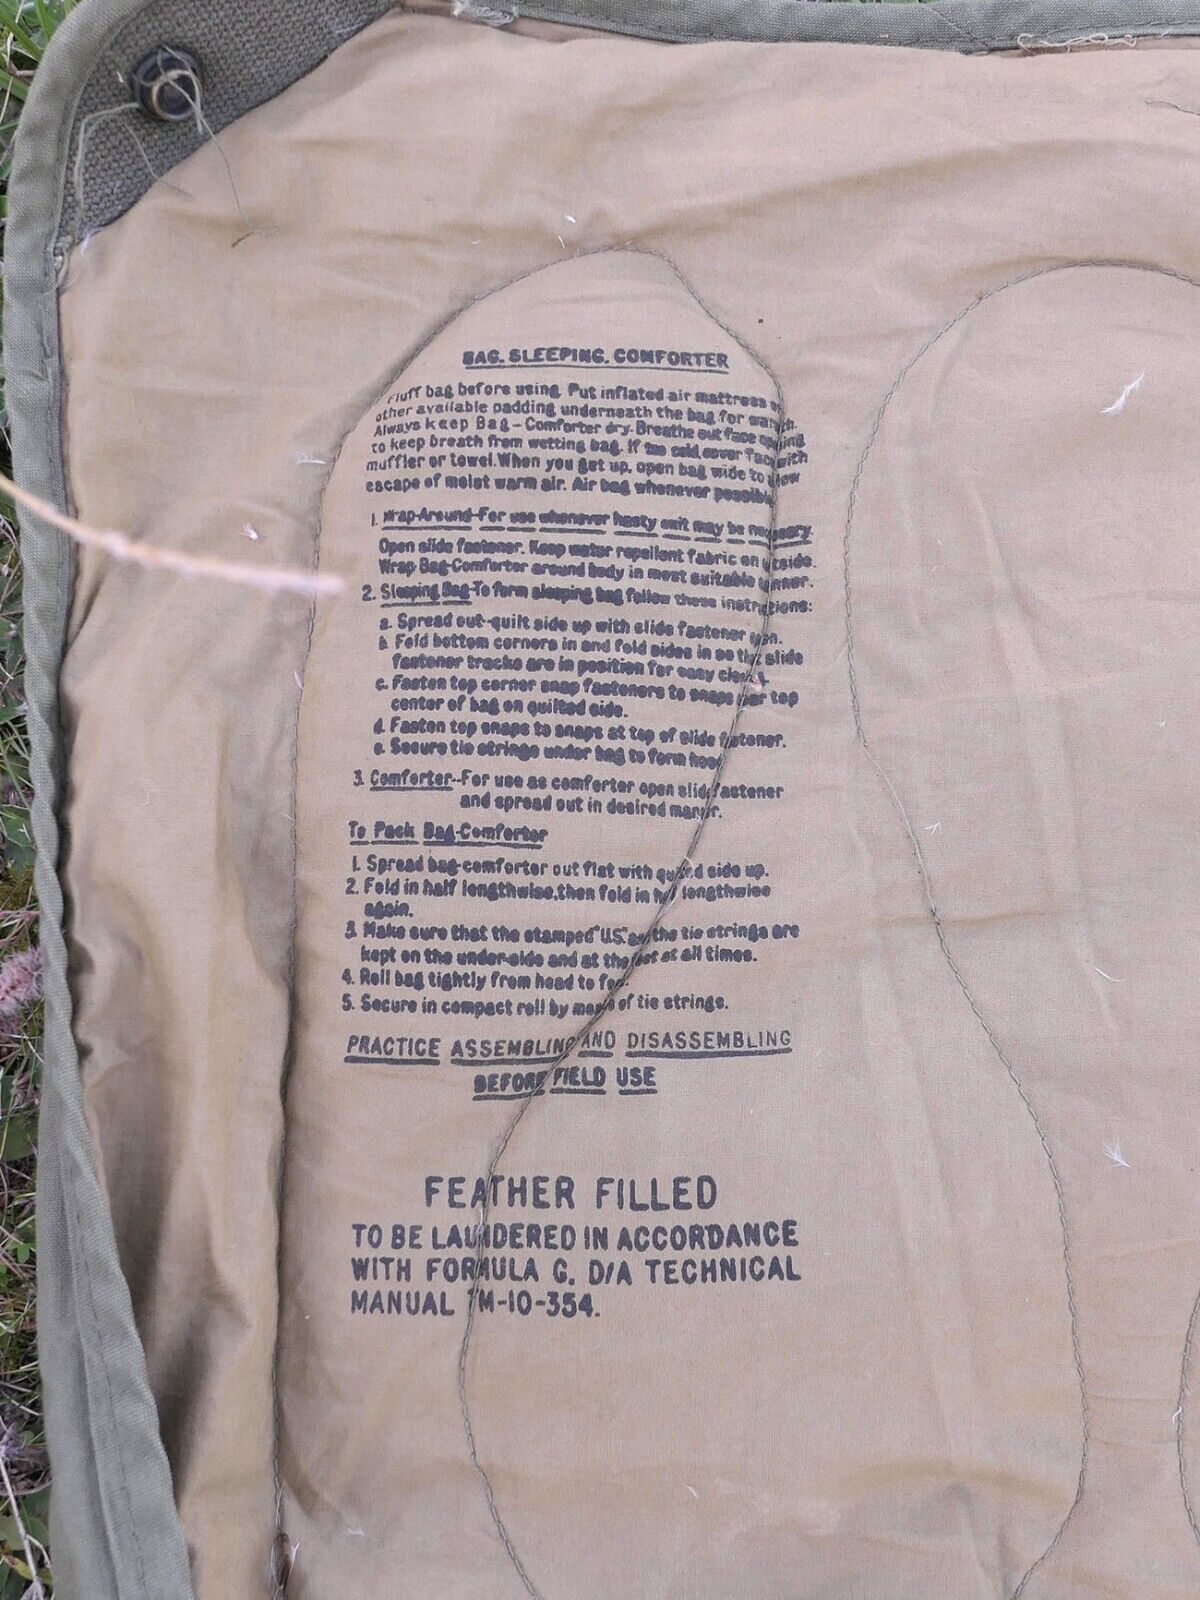 BAG, SLEEPING, COMFORTER
Fluff bag before using. Put inflated air mattress or
other available padding underneath the bag for warmth.
Always keep Bag-Comforter dry. Breathe out face opening
to keep breath from wetting bag. If too cold, cover face with
muffler or towel. When you get up, open bag wide to allow
escape of moist warm air. Air bag whenever possible.
1. Wrap-Around-For use whenever hasty exit may be necessary.
Open slide fastener. Keep water repellent fabric on outside.
Wrap Bag-Comforter around body in most suitable manner.
2. Sleeping Bag-To form sleeping bag follow these instructions:
a. Spread out--quilt side up with slide fastener open.
b. Fold bottom corners in and fold sides in so that slide
fastener tracks are in position for easy closing.
c. Fasten top corner snap fasteners to snaps near top
center of bag on quilted side.
d. Fasten top snaps to snaps at top of slide fastener.
e. Secure tie strings under bag to form hood.
3. Comforter--For use as comforter open slide fastener
and spread out in desired maner.
To Pack Bag-Comforter
1. Spread bag-comforter out flat with quilted side up.
2. Fold in half lengthwise, then fold in half lengthwise
again.
3. Make sure that the stamped "U.S." and the tie strings are
kept on the under-side and at the foot at all times.
4. Roll bag tightly from head to foot.
5. Secure in compact roll by means of tie strings.
PRACTICE ASSEMBLING AND DISASSEMBLING
BEFORE FIELD USE
FEATHER FILLED
TO BE LAUNDERED IN ACCORDANCE
WITH FORMULA G, D/A TECHNICAL
MANUAL TM-10-354.